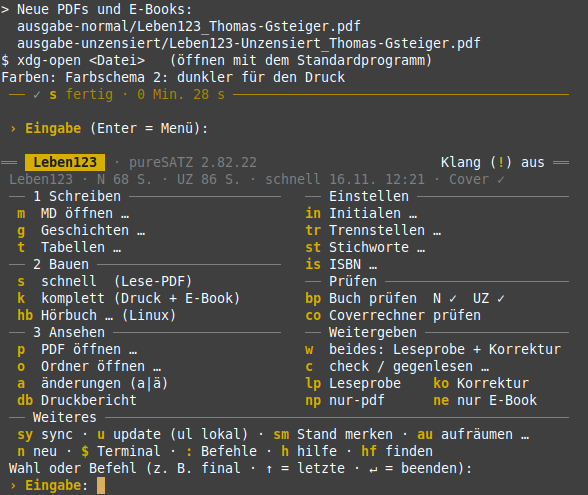 > Neue PDFs und E-Books:
ausgabe-normal/Leben123_Thomas-Gsteiger.pdf
ausgabe-unzensiert/Leben123-Unzensiert_Thomas-Gsteiger.pdf
$ xdg-open <Datei>   (öffnen mit dem Standardprogramm)
Farben: Farbschema 2: dunkler für den Druck
── ✓ s fertig · 0 Min. 28 s ──
› Eingabe (Enter = Menü):
══ Leben123 · pureSATZ 2.82.22 Klang (!) aus ══
Leben123 · N 68 S. · UZ 86 S. · schnell 16.11. 12:21 · Cover ✓
── 1 Schreiben ── ── Einstellen ──
m MD öffnen … in Initialen …
g Geschichten … tr Trennstellen …
t Tabellen … st Stichworte …
── 2 Bauen ── is ISBN …
s schnell (Lese-PDF) ── Prüfen ──
k komplett (Druck + E-Book) bp Buch prüfen N ✓ UZ ✓
hb Hörbuch … (Linux) co Coverrechner prüfen
── 3 Ansehen ── ── Weitergeben ──
p PDF öffnen … w beides: Leseprobe + Korrektur
o Ordner öffnen … c check / gegenlesen …
a änderungen (a|ä) lp Leseprobe ko Korrektur
db Druckbericht np nur-pdf ne nur E-Book
── Weiteres ──
sy sync · u update (ul lokal) · sm Stand merken · au aufräumen …
n neu · $ Terminal · : Befehle · h hilfe · hf finden
Wahl oder Befehl (z. B. final · ↑ = letzte · ↵ = beenden):
› Eingabe: